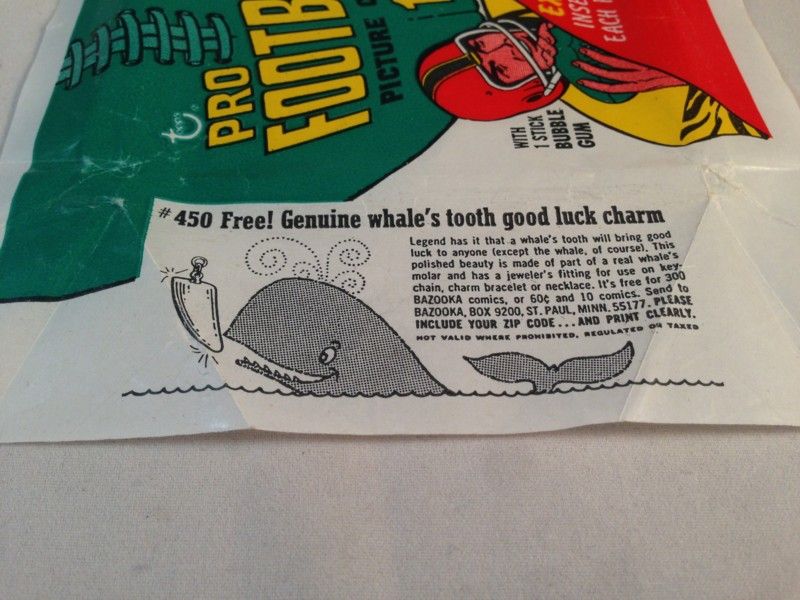 topps
PRO
FOOTB
PICTURE
WITH
1 STICK
BUBBLE
GUM
INSE
EACH
#450 Free! Genuine whale's tooth good luck charm
Legend has it that a whale's tooth will bring good
luck to anyone (except the whale, of course). This
polished beauty is made of part of a real whale's
molar and has a jeweler's fitting for use on key-
chain, charm bracelet or necklace. It's free for 300
BAZOOKA comics, or 60¢ and 10 comics. Send to
BAZOOKA, BOX 9200, ST. PAUL, MINN. 55177. PLEASE
INCLUDE YOUR ZIP CODE...AND PRINT CLEARLY.
NOT VALID WHERE PROHIBITED, REGULATED OR TAXED